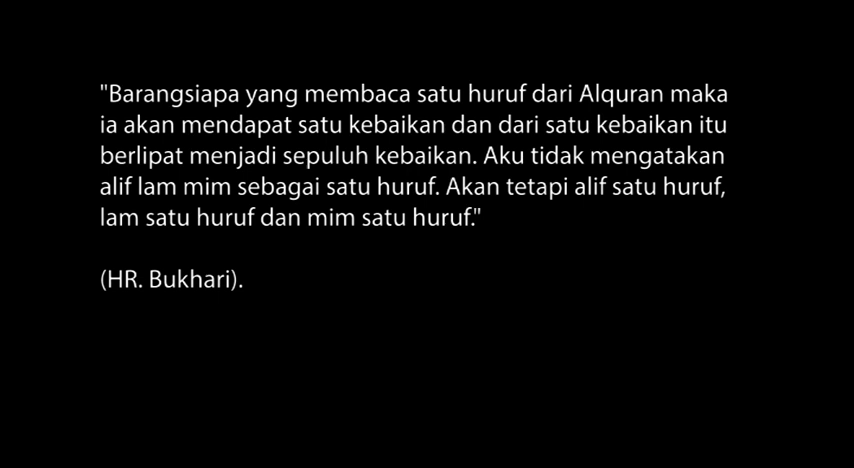 "Barangsiapa yang membaca satu huruf dari Alquran maka
ia akan mendapat satu kebaikan dan dari satu kebaikan itu
berlipat menjadi sepuluh kebaikan. Aku tidak mengatakan
alif lam mim sebagai satu huruf. Akan tetapi alif satu huruf,
lam satu huruf dan mim satu huruf."
(HR. Bukhari).